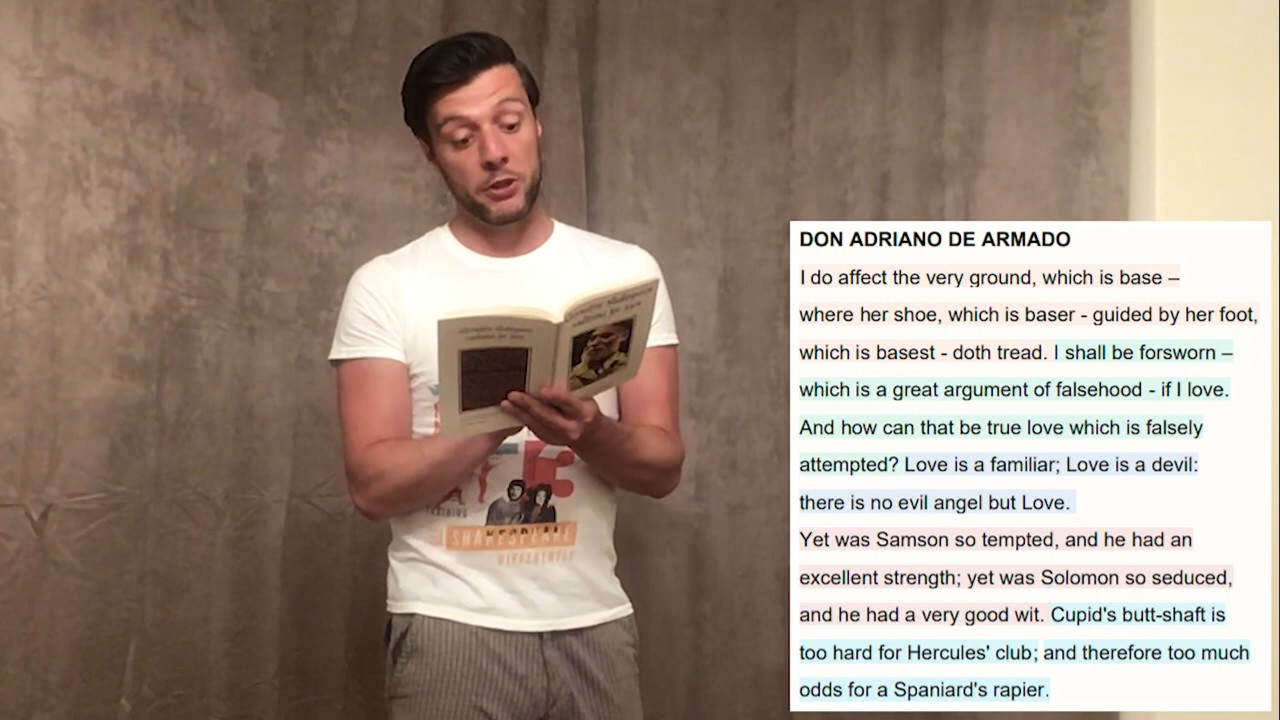 DON ADRIANO DE ARMADO
I do affect the very ground, which is base –
where her shoe, which is baser - guided by her foot,
which is basest - doth tread. I shall be forsworn –
which is a great argument of falsehood - if I love.
And how can that be true love which is falsely
attempted? Love is a familiar; Love is a devil:
there is no evil angel but Love.
Yet was Samson so tempted, and he had an
excellent strength; yet was Solomon so seduced,
and he had a very good wit. Cupid's butt-shaft is
too hard for Hercules' club; and therefore too much
odds for a Spaniard's rapier.
SHAKESPEARE
DIFFERENTLY